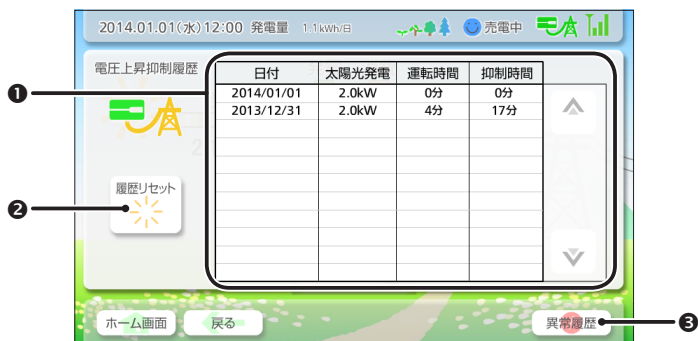 2014.01.01(水)12:00 発電量 1.1kWh/日 売電中
電圧上昇抑制履歴
日付 太陽光発電 運転時間 抑制時間
2014/01/01 2.0kW 0分 0分
2013/12/31 2.0kW 4分 17分
❶
履歴リセット
❷
ホーム画面 戻る 異常履歴
❸